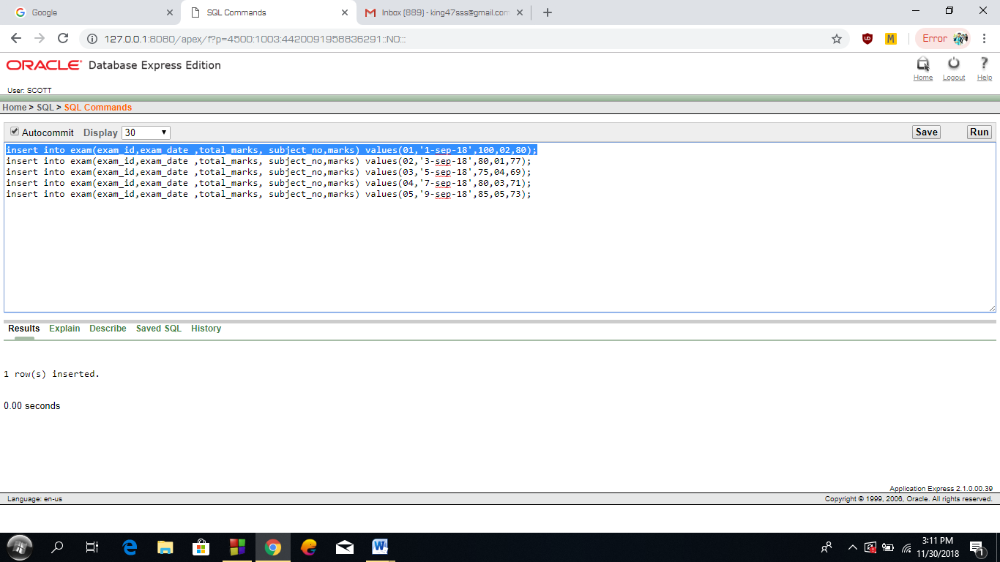 Google
SQL Commands
Inbox (889) - king47sss@gmail.com
127.0.0.1:8080/apex/f?p=4500:1003:4420091958836291::NO:::
Error
ORACLE Database Express Edition
Home Logout Help
User: SCOTT
Home > SQL > SQL Commands
Autocommit Display 30 Save Run
insert into exam(exam_id,exam_date ,total_marks, subject_no,marks) values(01,'1-sep-18',100,02,80);
insert into exam(exam_id,exam_date ,total_marks, subject_no,marks) values(02,'3-sep-18',80,01,77);
insert into exam(exam_id,exam_date ,total_marks, subject_no,marks) values(03,'5-sep-18',75,04,69);
insert into exam(exam_id,exam_date ,total_marks, subject_no,marks) values(04,'7-sep-18',80,03,71);
insert into exam(exam_id,exam_date ,total_marks, subject_no,marks) values(05,'9-sep-18',85,05,73);
Results Explain Describe Saved SQL History
1 row(s) inserted.
0.00 seconds
Application Express 2.1.0.00.39
Language: en-us Copyright © 1999, 2006, Oracle. All rights reserved.
3:11 PM
11/30/2018
1